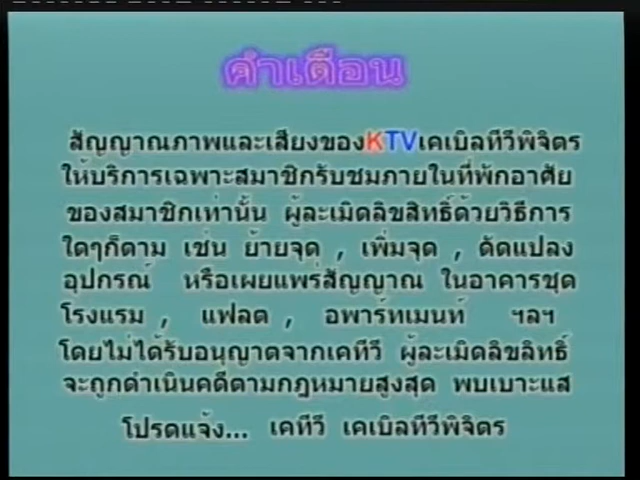 คำเตือน
สัญญาณภาพและเสียงของKTVเคเบิลทีวีพิจิตร
ให้บริการเฉพาะสมาชิกรับชมภายในที่พักอาศัย
ของสมาชิกเท่านั้น ผู้ละเมิดลิขสิทธิ์ด้วยวิธีการ
ใดๆก็ตาม เช่น ย้ายจุด , เพิ่มจุด , ดัดแปลง
อุปกรณ์ หรือเผยแพร่สัญญาณ ในอาคารชุด
โรงแรม , แฟลต , อพาร์ทเมนท์ ฯลฯ
โดยไม่ได้รับอนุญาตจากเคทีวี ผู้ละเมิดลิขลิทธิ์
จะถูกดำเนินคดีตามกฎหมายสูงสุด พบเบาะแส
โปรดแจ้ง... เคทีวี เคเบิลทีวีพิจิตร